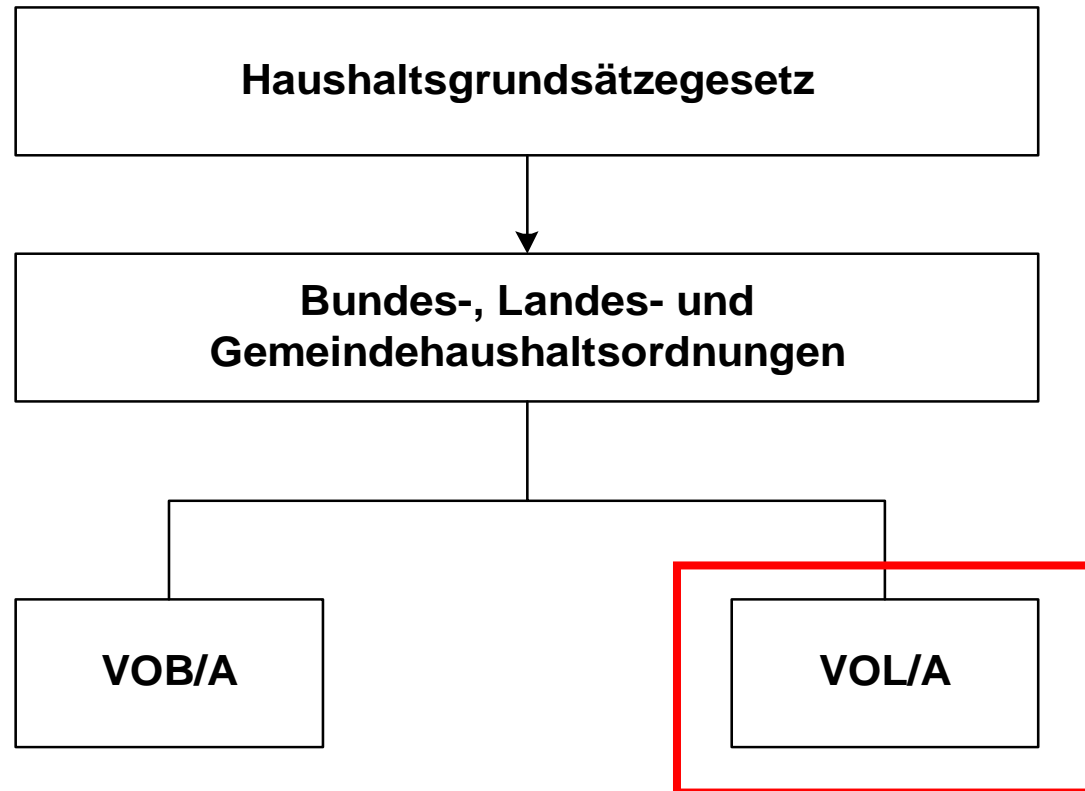 Haushaltsgrundsätzegesetz
Bundes-, Landes- und
Gemeindehaushaltsordnungen
VOB/A
VOL/A